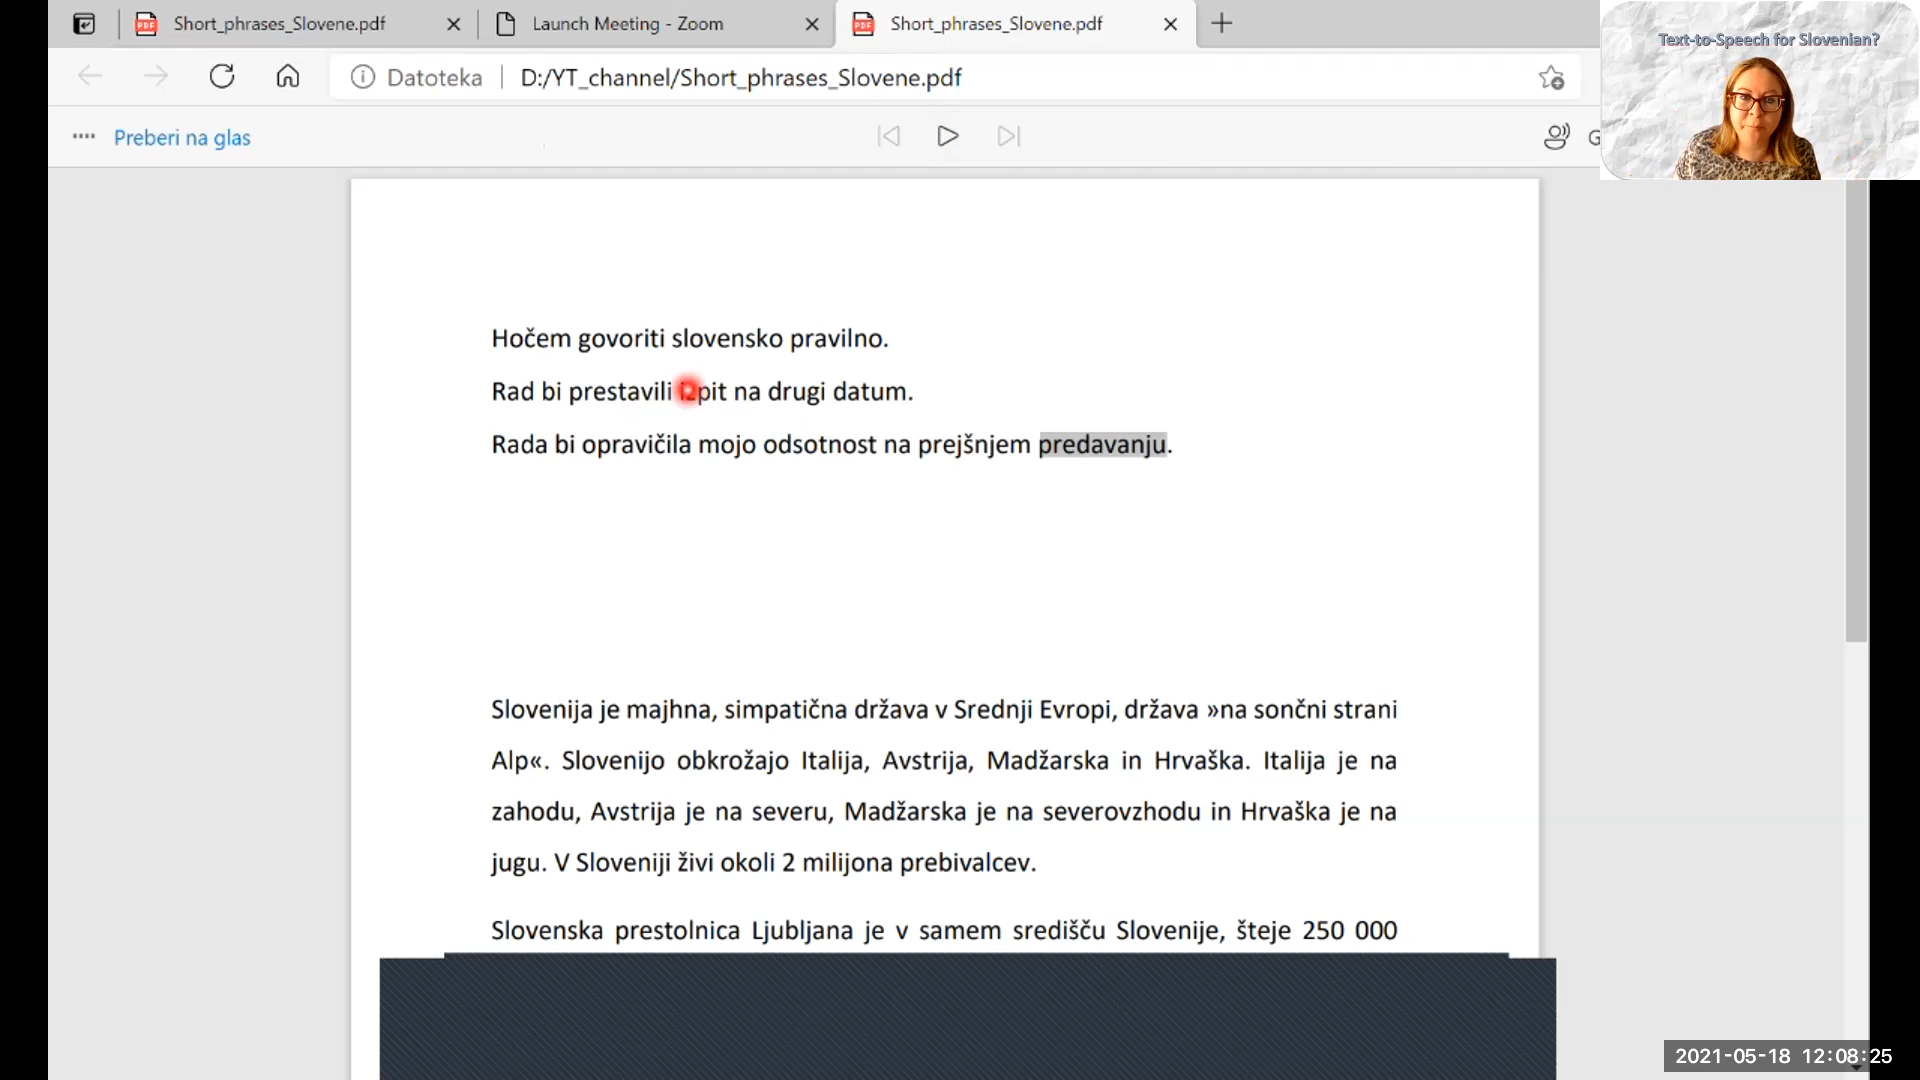 Short_phrases_Slovene.pdf
Launch Meeting - Zoom
Short_phrases_Slovene.pdf
Text-to-Speech for Slovenian?
Datoteka
D:/YT_channel/Short_phrases_Slovene.pdf
Preberi na glas
G
Hočem govoriti slovensko pravilno.
Rad bi prestavili izpit na drugi datum.
Rada bi opravičila mojo odsotnost na prejšnjem predavanju.
Slovenija je majhna, simpatična država v Srednji Evropi, država »na sončni strani
Alp«. Slovenijo obkrožajo Italija, Avstrija, Madžarska in Hrvaška. Italija je na
zahodu, Avstrija je na severu, Madžarska je na severovzhodu in Hrvaška je na
jugu. V Sloveniji živi okoli 2 milijona prebivalcev.
Slovenska prestolnica Ljubljana je v samem središču Slovenije, šteje 250 000
2021-05-18 12:08:25